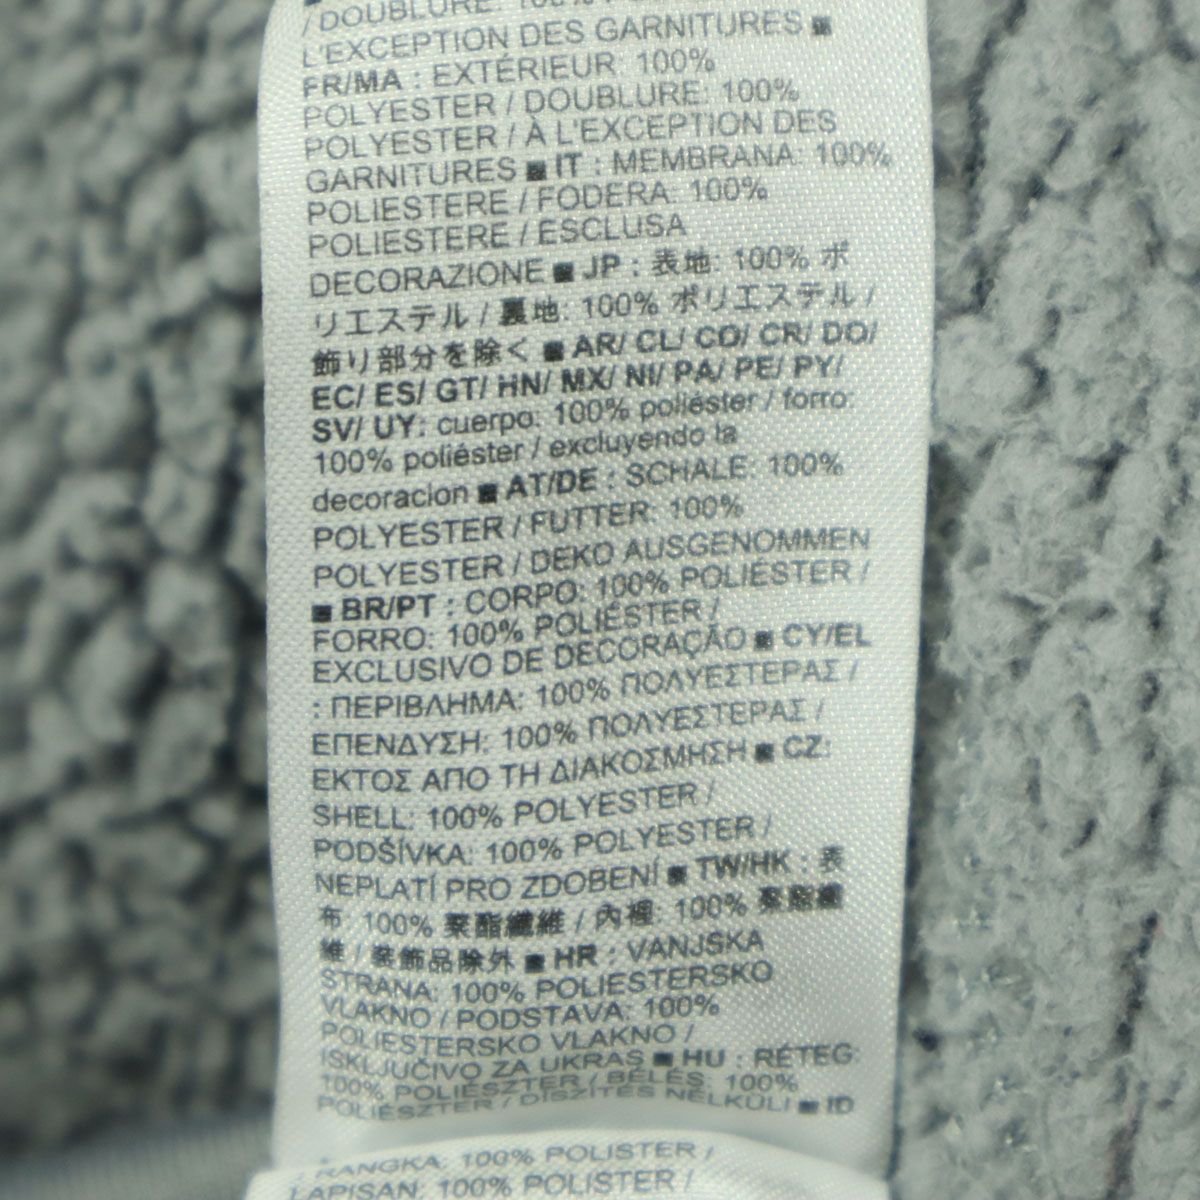 / DOUBLURE: 100%
L'EXCEPTION DES GARNITURES ■
FR/MA : EXTÉRIEUR: 100%
POLYESTER / DOUBLURE: 100%
POLYESTER / À L'EXCEPTION DES
GARNITURES ■ IT : MEMBRANA: 100%
POLIESTERE / FODERA: 100%
POLIESTERE / ESCLUSA
DECORAZIONE ■ JP : 表地: 100% ポ
リエステル / 裏地: 100% ポリエステル /
飾り部分を除く ■ AR/ CL/ CO/ CR/ DO/
EC/ ES/ GT/ HN/ MX/ NI/ PA/ PE/ PY/
SV/ UY: cuerpo: 100% poliéster / forro:
100% poliéster / excluyendo la
decoracion ■ AT/DE : SCHALE: 100%
POLYESTER / FUTTER: 100%
POLYESTER / DEKO AUSGENOMMEN
■ BR/PT : CORPO: 100% POLIÉSTER /
FORRO: 100% POLIÉSTER /
EXCLUSIVO DE DECORAÇÃO ■ CY/EL
: ΠΕΡΙΒΛΗΜΑ: 100% ΠΟΛΥΕΣΤΕΡΑΣ /
ΕΠΕΝΔΥΣΗ: 100% ΠΟΛΥΕΣΤΕΡΑΣ /
ΕΚΤΟΣ ΑΠΟ ΤΗ ΔΙΑΚΟΣΜΗΣΗ ■ CZ:
SHELL: 100% POLYESTER /
PODŠÍVKA: 100% POLYESTER /
NEPLATÍ PRO ZDOBENÍ ■ TW/HK : 表
布: 100% 聚酯纖維 / 內裡: 100% 聚酯纖
維 / 裝飾品除外 ■ HR : VANJSKA
STRANA: 100% POLIESTERSKO
VLAKNO / PODSTAVA: 100%
POLIESTERSKO VLAKNO /
ISKLJUČIVO ZA UKRAS ■ HU : RÉTEG:
100% POLIÉSZTER / BÉLÉS: 100%
POLIÉSZTER / DÍSZÍTÉS NÉLKÜLI ■ ID
: RANGKA: 100% POLISTER /
LAPISAN: 100% POLISTER /